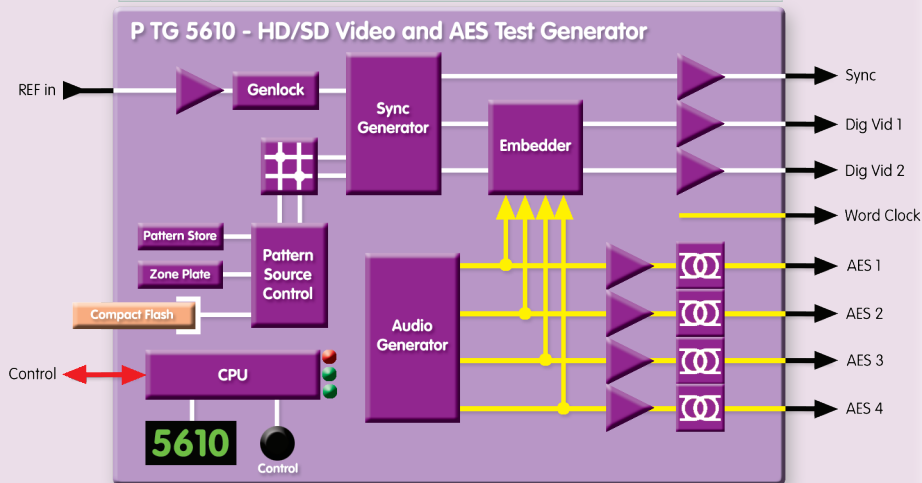 P TG 5610 - HD/SD Video and AES Test Generator
REF in
Genlock
Sync
Generator
Embedder
Sync
Dig Vid 1
Dig Vid 2
Word Clock
Pattern Store
Zone Plate
Compact Flash
Pattern
Source
Control
Audio
Generator
AES 1
AES 2
AES 3
AES 4
Control
CPU
5610
Control